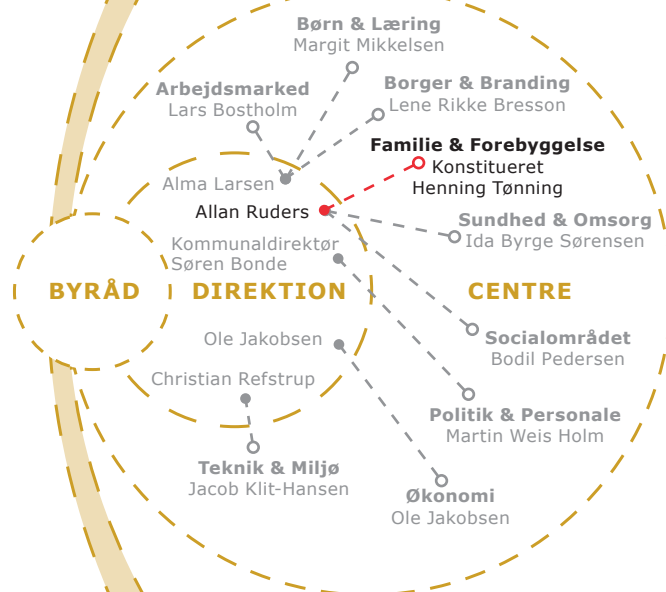 Børn & Læring
Margit Mikkelsen
Arbejdsmarked
Lars Bostholm
Borger & Branding
Lene Rikke Bresson
Familie & Forebyggelse
Konstitueret
Henning Tønning
Alma Larsen
Allan Ruders
Sundhed & Omsorg
Ida Byrge Sørensen
Kommunaldirektør
Søren Bonde
BYRÅD
DIREKTION
CENTRE
Ole Jakobsen
Socialområdet
Bodil Pedersen
Christian Refstrup
Politik & Personale
Martin Weis Holm
Teknik & Miljø
Jacob Klit-Hansen
Økonomi
Ole Jakobsen